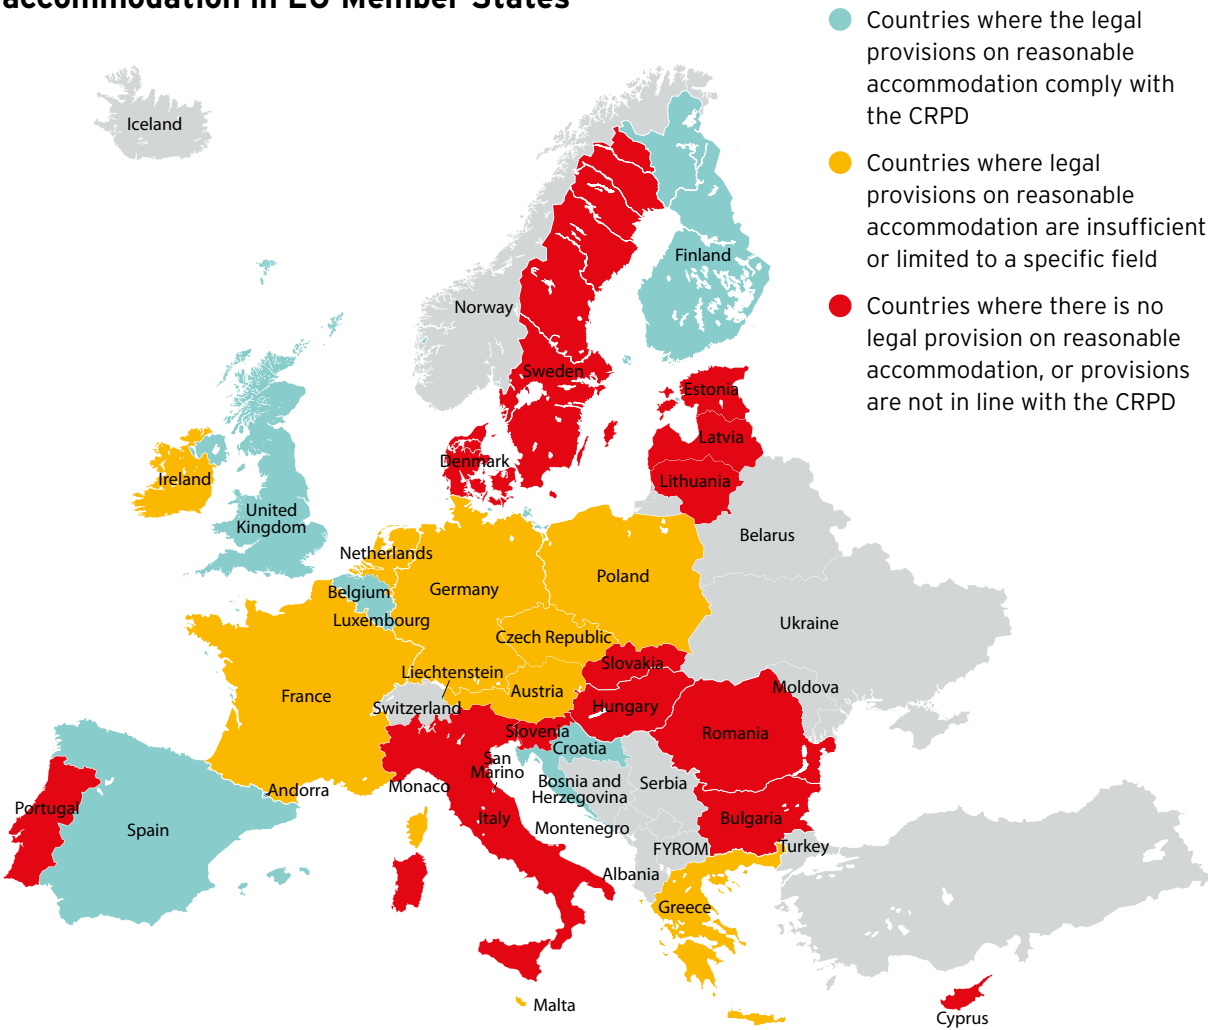 accommodation in EU Member States
Countries where the legal
provisions on reasonable
accommodation comply with
the CRPD
Countries where legal
provisions on reasonable
accommodation are insufficient
or limited to a specific field
Countries where there is no
legal provision on reasonable
accommodation, or provisions
are not in line with the CRPD
Iceland
Finland
Norway
Sweden
Estonia
Latvia
Denmark
Lithuania
Ireland
United
Kingdom
Belarus
Netherlands
Poland
Germany
Belgium
Luxembourg
Ukraine
Czech Republic
Slovakia
Liechtenstein
Austria
Moldova
France
Switzerland
Hungary
Slovenia
Romania
Croatia
San
Marino
Bosnia and
Herzegovina
Serbia
Monaco
Andorra
Portugal
Italy
Bulgaria
Spain
Montenegro
FYROM
Turkey
Albania
Greece
Malta
Cyprus